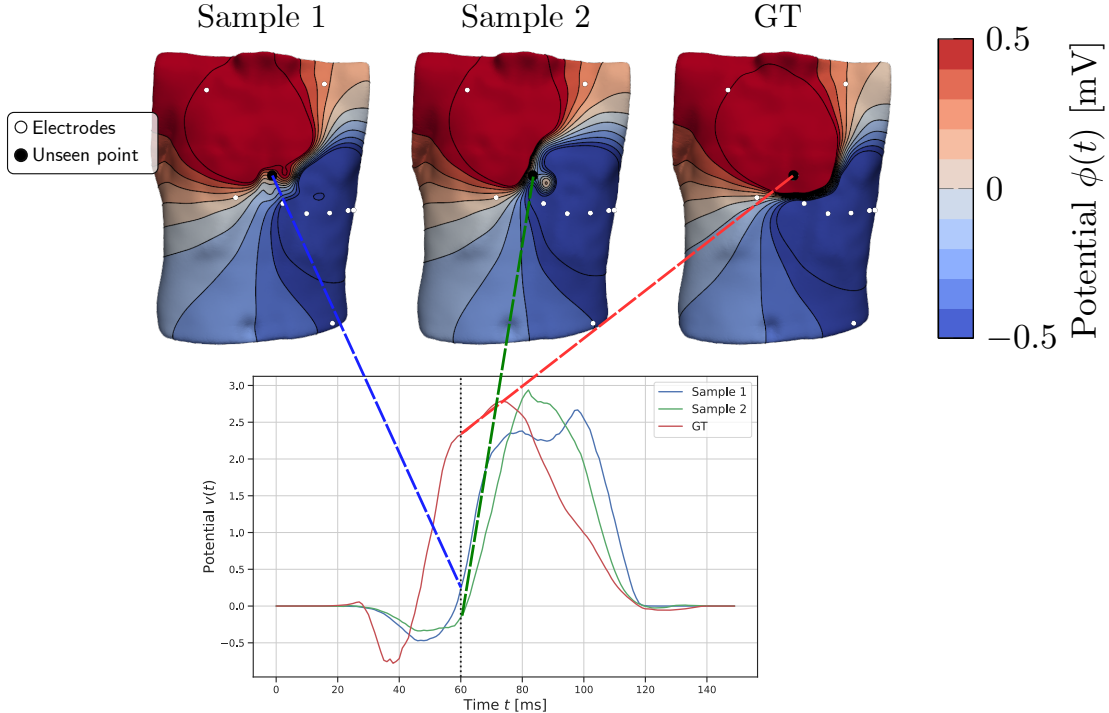 Sample 1
Sample 2
GT
Electrodes
Unseen point
0.5
0
−0.5
Potential ϕ(t) [mV]
3.0
2.5
2.0
1.5
1.0
0.5
0.0
−0.5
Potential v(t)
Sample 1
Sample 2
GT
0
20
40
60
80
100
120
140
Time t [ms]